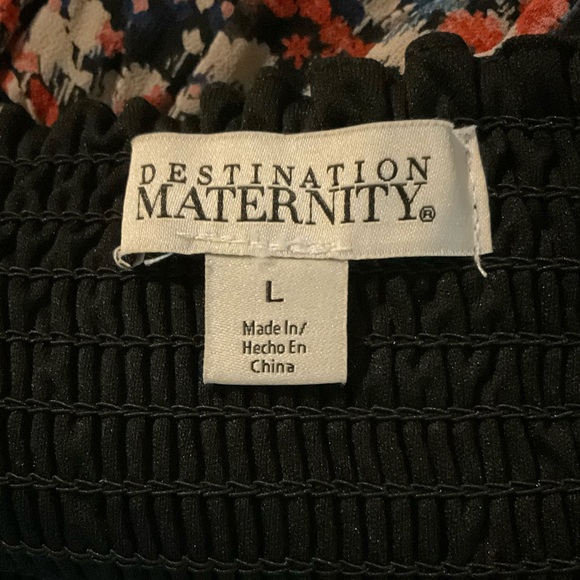 DESTINATION
MATERNITY®
L
Made In/
Hecho En
China